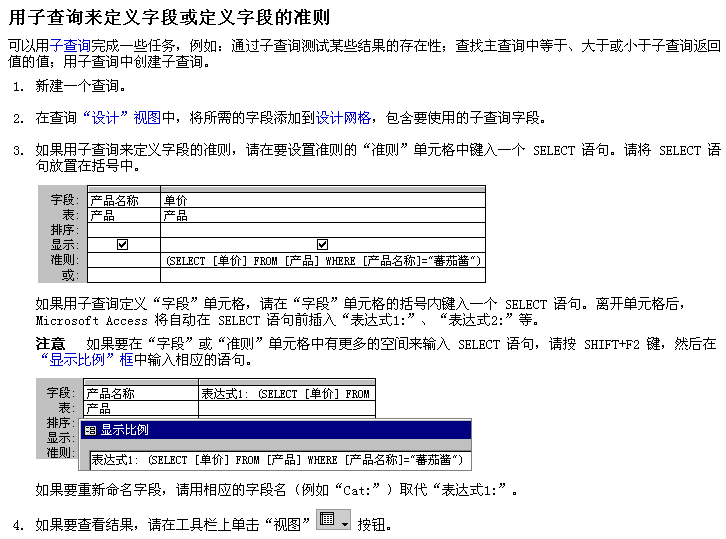 用子查询来定义字段或定义字段的准则
可以用子查询完成一些任务，例如：通过子查询测试某些结果的存在性；查找主查询中等于、大于或小于子查询返回
值的值；用子查询中创建子查询。
1. 新建一个查询。
2. 在查询“设计”视图中，将所需的字段添加到设计网格，包含要使用的子查询字段。
3. 如果用子查询来定义字段的准则，请在要设置准则的“准则”单元格中键入一个 SELECT 语句。请将 SELECT 语
句放置在括号中。
字段: 产品名称 单价
表: 产品 产品
排序:
显示:
准则: (SELECT [单价] FROM [产品] WHERE [产品名称]="蕃茄酱")
或:
如果用子查询定义“字段”单元格，请在“字段”单元格的括号内键入一个 SELECT 语句。离开单元格后，
Microsoft Access 将自动在 SELECT 语句前插入“表达式1:”、“表达式2:”等。
注意 如果要在“字段”或“准则”单元格中有更多的空间来输入 SELECT 语句，请按 SHIFT+F2 键，然后在
“显示比例”框中输入相应的语句。
字段: 产品名称 表达式1: (SELECT [单价] FROM
表: 产品
排序:
显示比例
显示:
准则: 表达式1: (SELECT [单价] FROM [产品] WHERE [产品名称]="蕃茄酱")
如果要重新命名字段，请用相应的字段名（例如“Cat:”）取代“表达式1:”。
4. 如果要查看结果，请在工具栏上单击“视图” 按钮。